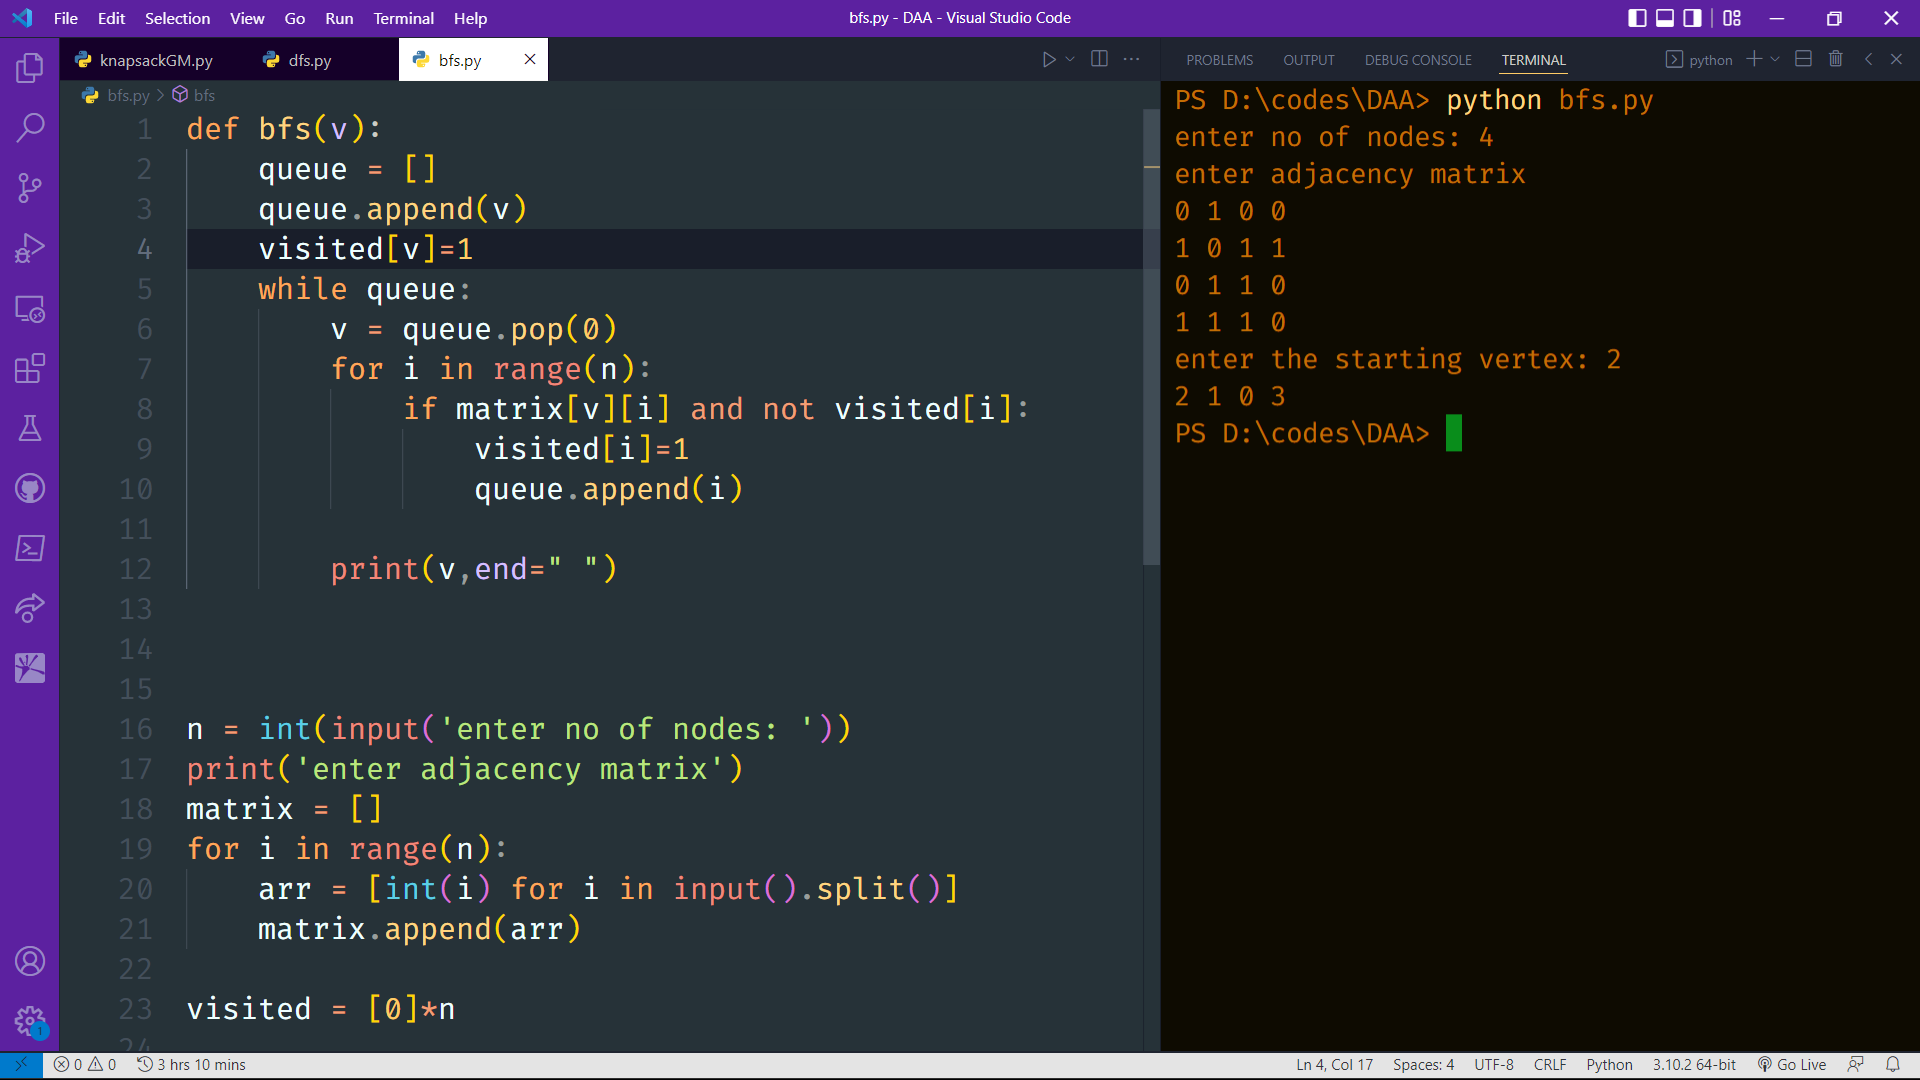 File Edit Selection View Go Run Terminal Help
bfs.py - DAA - Visual Studio Code
knapsackGM.py
dfs.py
bfs.py
bfs.py > bfs
1 def bfs(v):
2 queue = []
3 queue.append(v)
4 visited[v]=1
5 while queue:
6 v = queue.pop(0)
7 for i in range(n):
8 if matrix[v][i] and not visited[i]:
9 visited[i]=1
10 queue.append(i)
11
12 print(v,end=" ")
13
14
15
16 n = int(input('enter no of nodes: '))
17 print('enter adjacency matrix')
18 matrix = []
19 for i in range(n):
20 arr = [int(i) for i in input().split()]
21 matrix.append(arr)
22
23 visited = [0]*n
24
PROBLEMS OUTPUT DEBUG CONSOLE TERMINAL
python
PS D:\codes\DAA> python bfs.py
enter no of nodes: 4
enter adjacency matrix
0 1 0 0
1 0 1 1
0 1 1 0
1 1 1 0
enter the starting vertex: 2
2 1 0 3
PS D:\codes\DAA>
1
0 0 3 hrs 10 mins
Ln 4, Col 17 Spaces: 4 UTF-8 CRLF Python 3.10.2 64-bit Go Live